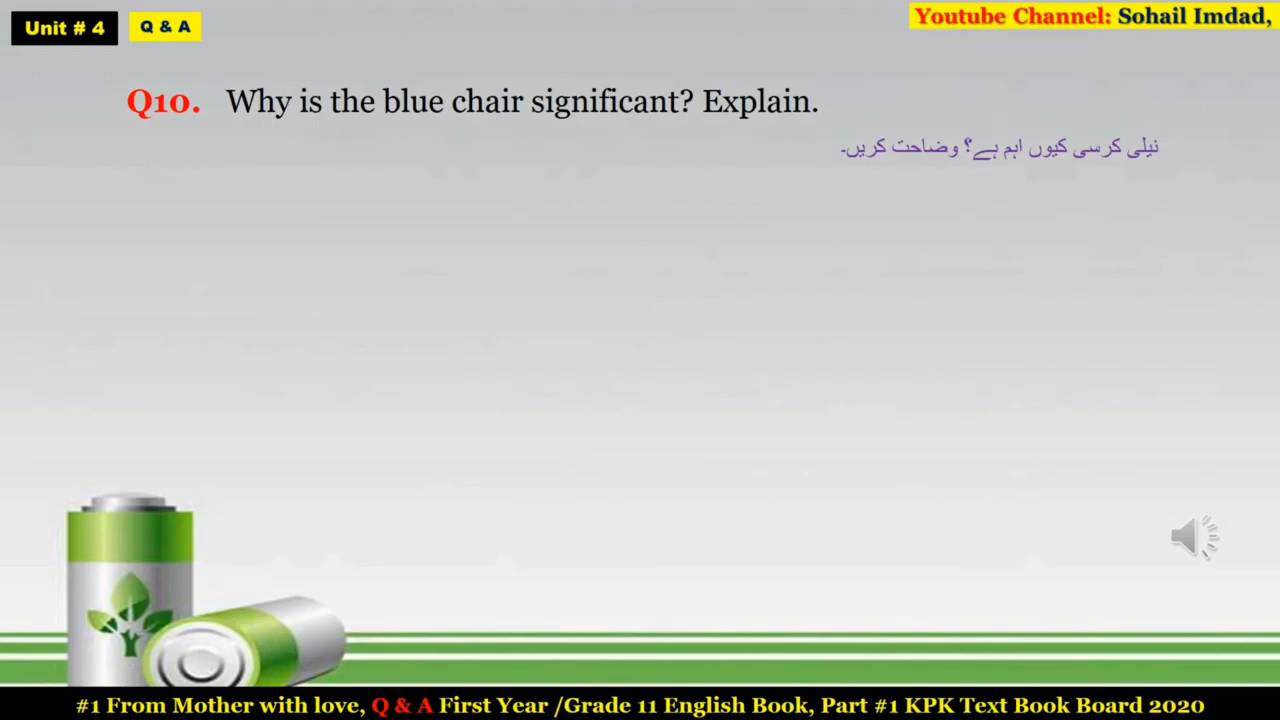 Unit # 4
Q & A
Youtube Channel: Sohail Imdad,
Q10. Why is the blue chair significant? Explain.
نیلی کرسی کیوں اہم ہے؟ وضاحت کریں۔
#1 From Mother with love, Q & A First Year /Grade 11 English Book, Part #1 KPK Text Book Board 2020